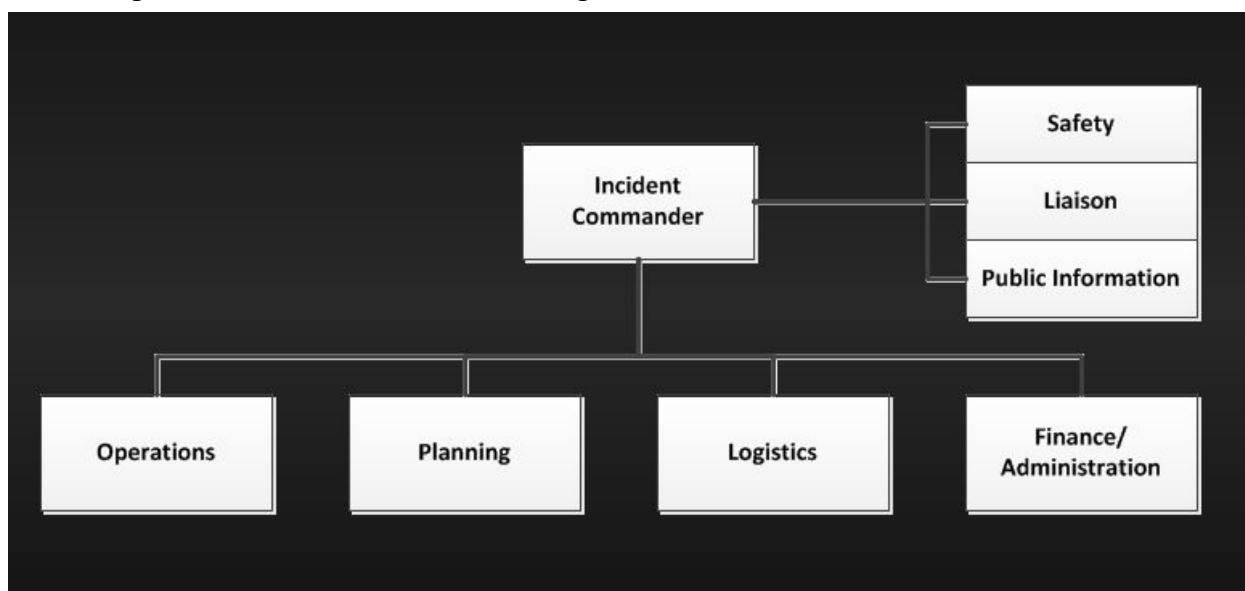 Incident
Commander
Safety
Liaison
Public Information
Operations
Planning
Logistics
Finance/
Administration